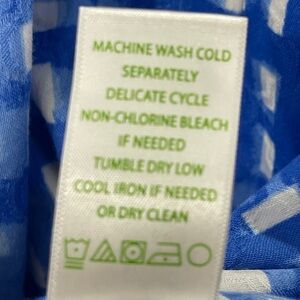 MACHINE WASH COLD
SEPARATELY
DELICATE CYCLE
NON-CHLORINE BLEACH
IF NEEDED
TUMBLE DRY LOW
COOL IRON IF NEEDED
OR DRY CLEAN